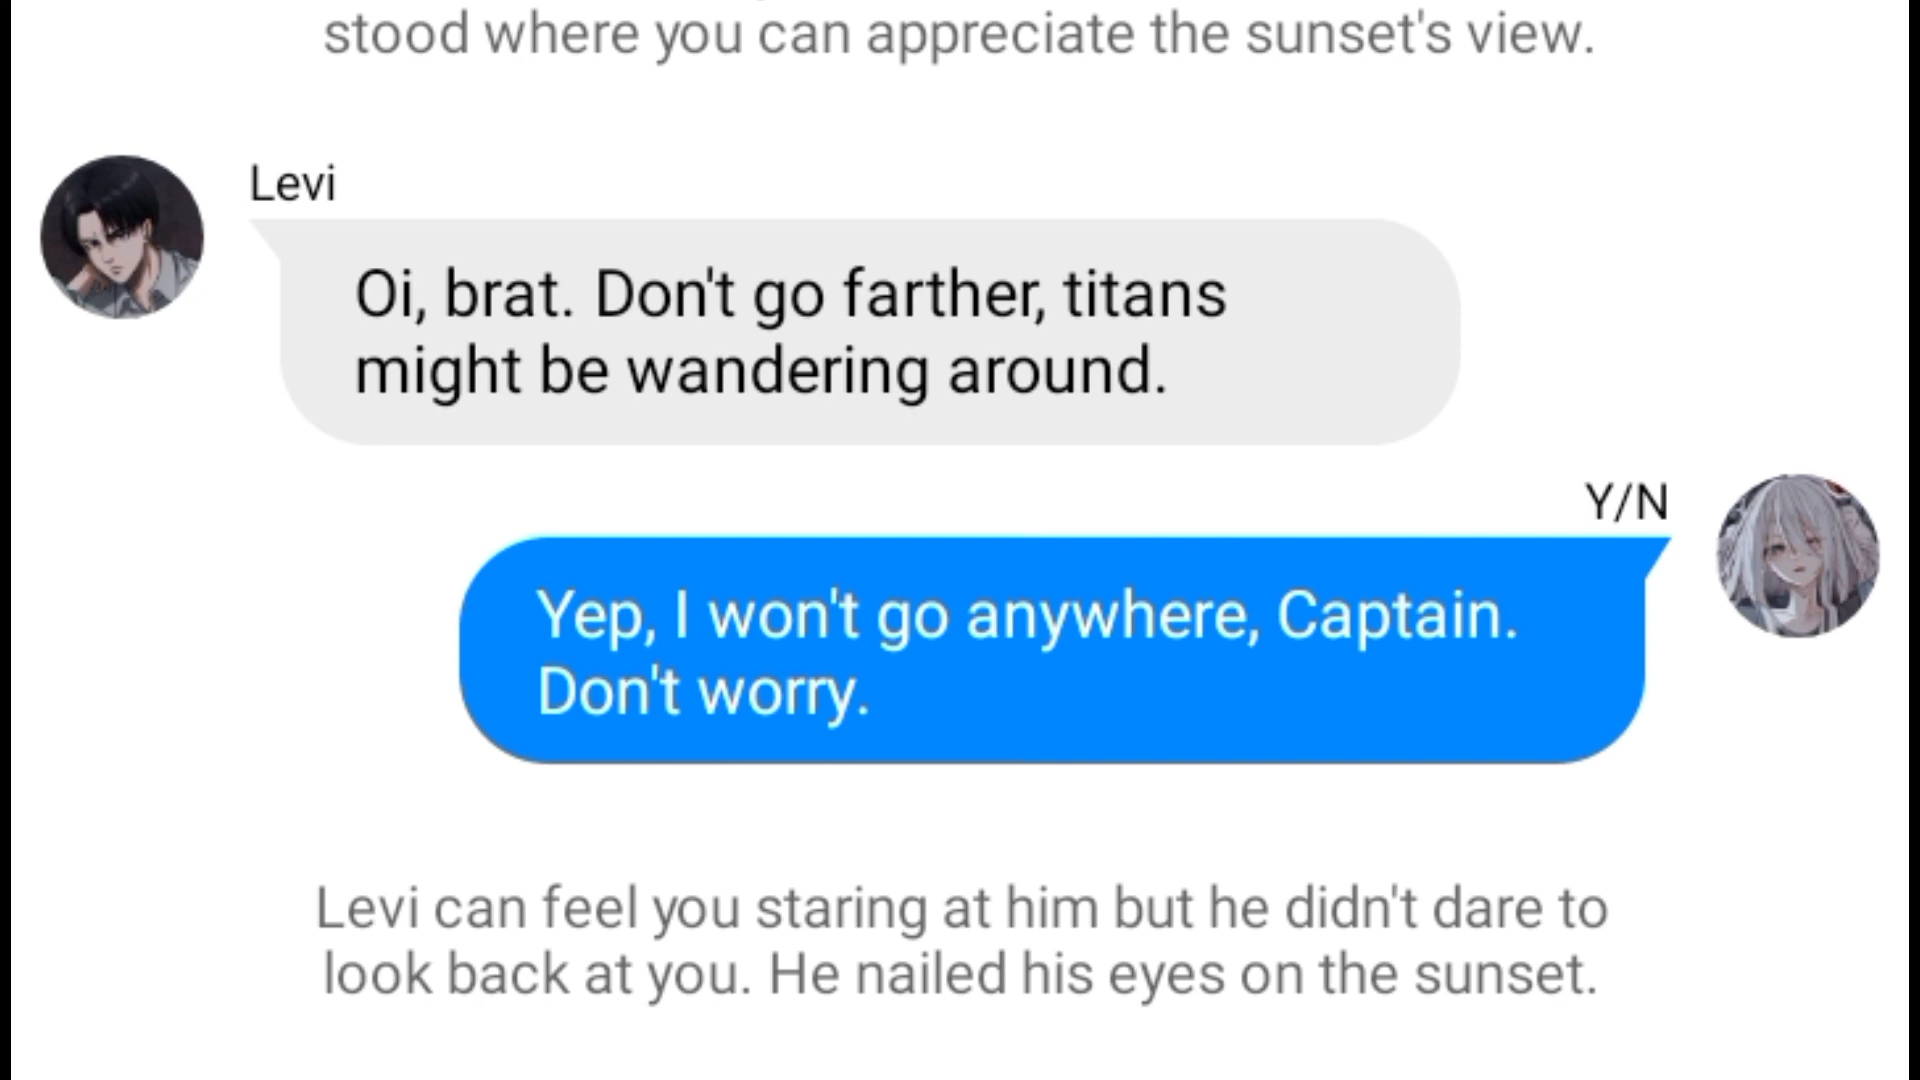 stood where you can appreciate the sunset's view.
Levi
Oi, brat. Don't go farther, titans
might be wandering around.
Y/N
Yep, I won't go anywhere, Captain.
Don't worry.
Levi can feel you staring at him but he didn't dare to
look back at you. He nailed his eyes on the sunset.